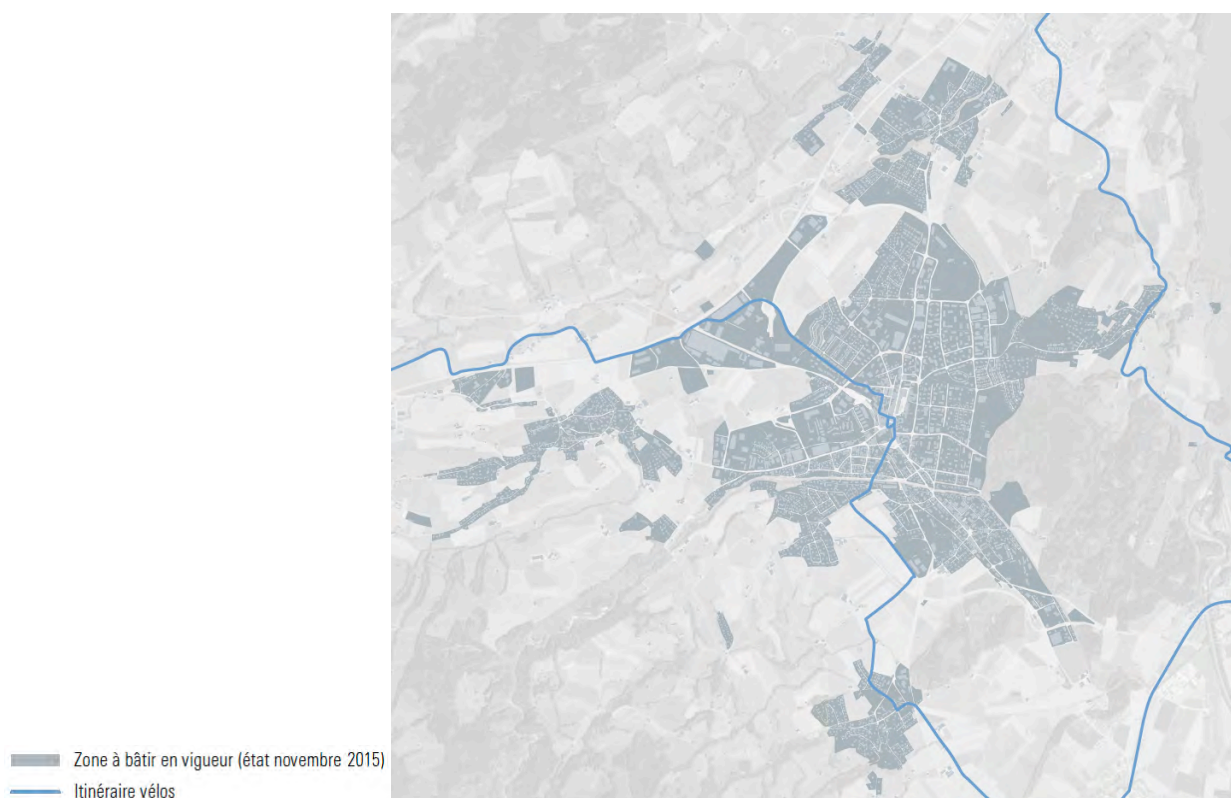 Zone à bâtir en vigueur (état novembre 2015)
Itinéraire vélos